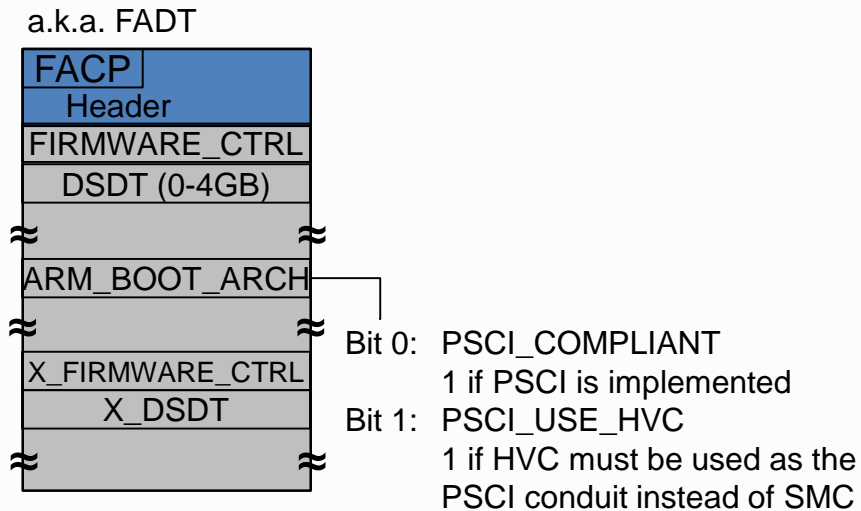 a.k.a. FADT
FACP
Header
FIRMWARE_CTRL
DSDT (0-4GB)
ARM_BOOT_ARCH
X_FIRMWARE_CTRL
X_DSDT
Bit 0: PSCI_COMPLIANT
1 if PSCI is implemented
Bit 1: PSCI_USE_HVC
1 if HVC must be used as the
PSCI conduit instead of SMC